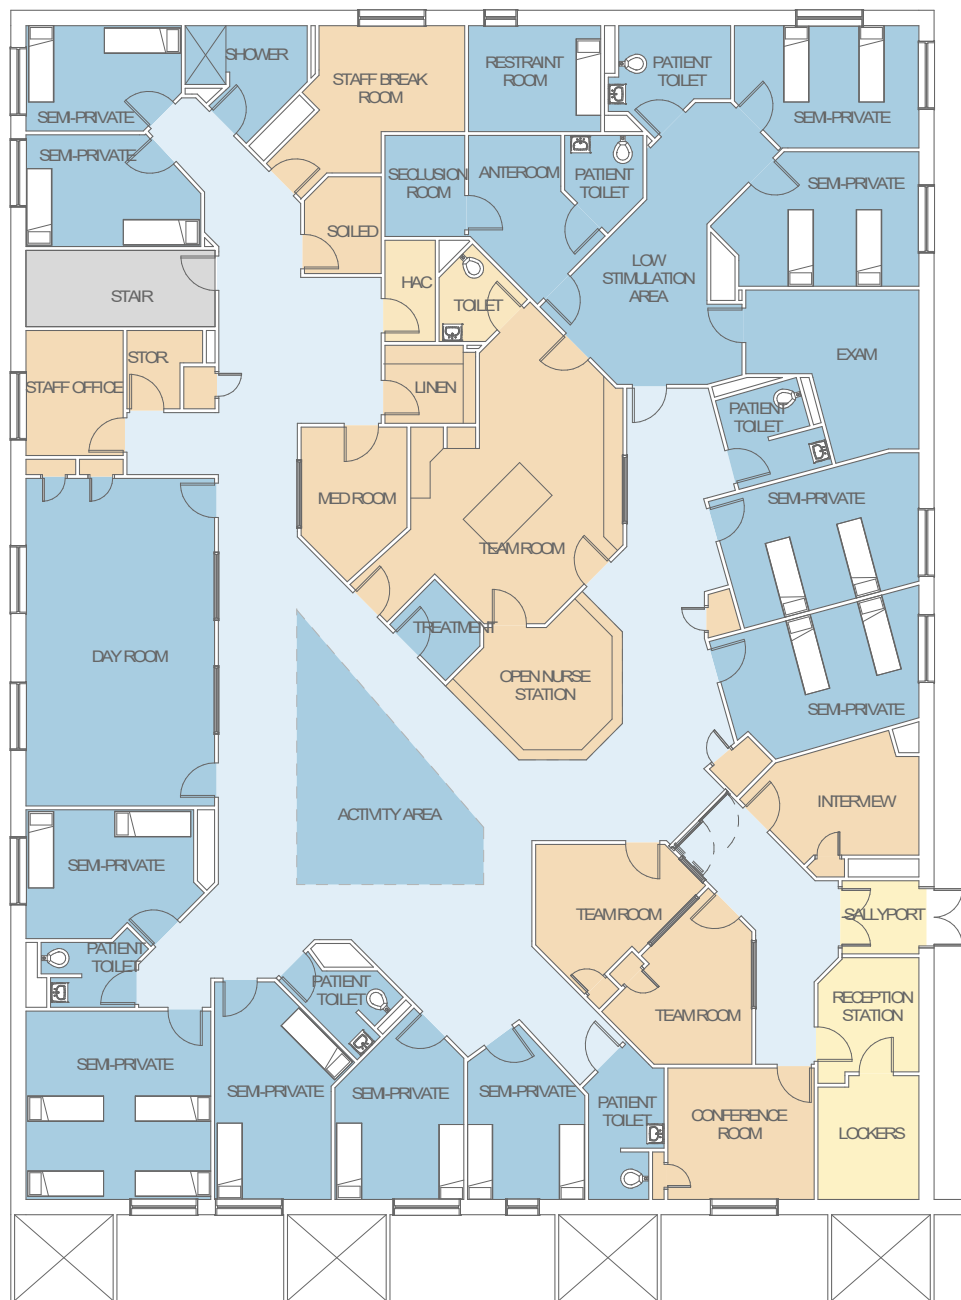 SHOWER
STAFF BREAK
ROOM
RESTRAINT
ROOM
PATIENT
TOILET
SEMI-PRIVATE
SEMI-PRIVATE
SEMI-PRIVATE
SECLUSION
ROOM
ANTEROOM
PATIENT
TOILET
SEMI-PRIVATE
SOILED
LOW
STIMULATION
AREA
HAC
STAIR
TOILET
EXAM
STOR.
STAFF OFFICE
LINEN
PATIENT
TOILET
MED ROOM
SEMI-PRIVATE
TEAM ROOM
TREATMENT
DAY ROOM
OPEN NURSE
STATION
SEMI-PRIVATE
ACTIVITY AREA
INTERVIEW
SEMI-PRIVATE
TEAM ROOM
SALLYPORT
PATIENT
TOILET
PATIENT
TOILET
RECEPTION
STATION
TEAM ROOM
SEMI-PRIVATE
SEMI-PRIVATE
SEMI-PRIVATE
SEMI-PRIVATE
PATIENT
TOILET
CONFERENCE
ROOM
LOCKERS